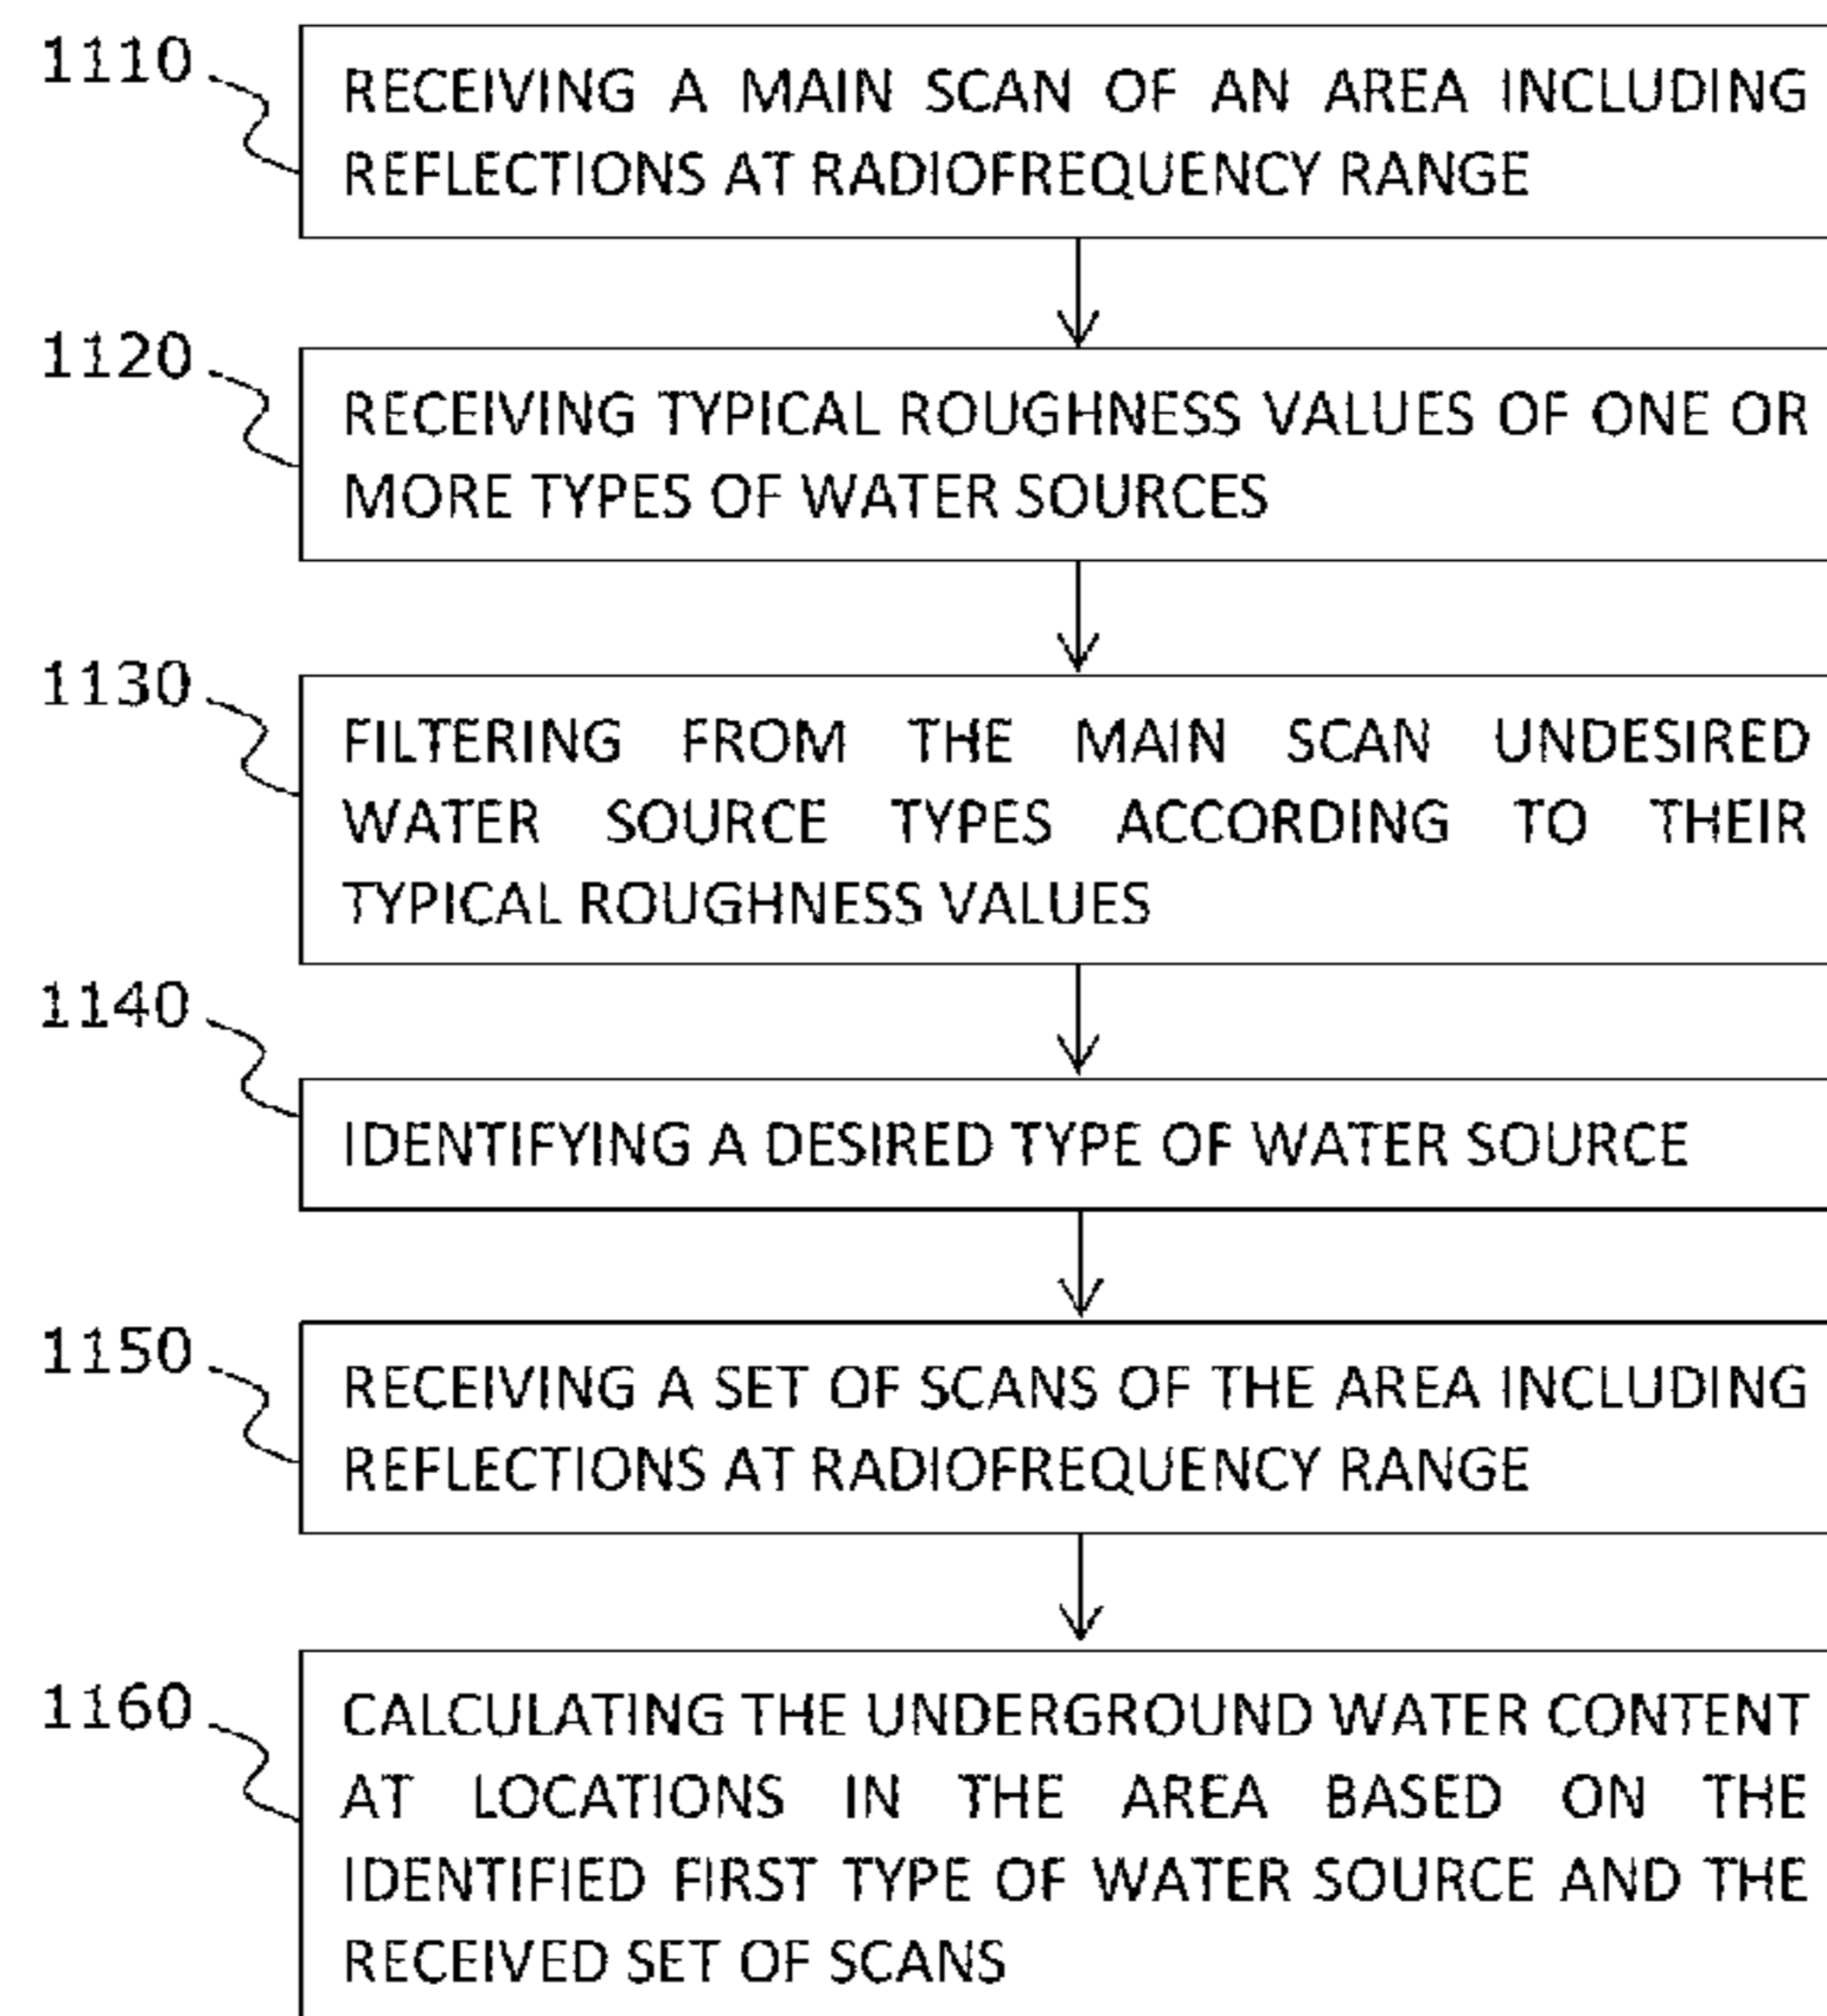 1110
RECEIVING A MAIN SCAN OF AN AREA INCLUDING
REFLECTIONS AT RADIOFREQUENCY RANGE
1120
RECEIVING TYPICAL ROUGHNESS VALUES OF ONE OR
MORE TYPES OF WATER SOURCES
1130
FILTERING FROM THE MAIN SCAN UNDESIRED
WATER SOURCE TYPES ACCORDING TO THEIR
TYPICAL ROUGHNESS VALUES
1140
IDENTIFYING A DESIRED TYPE OF WATER SOURCE
1150
RECEIVING A SET OF SCANS OF THE AREA INCLUDING
REFLECTIONS AT RADIOFREQUENCY RANGE
1160
CALCULATING THE UNDERGROUND WATER CONTENT
AT LOCATIONS IN THE AREA BASED ON THE
IDENTIFIED FIRST TYPE OF WATER SOURCE AND THE
RECEIVED SET OF SCANS